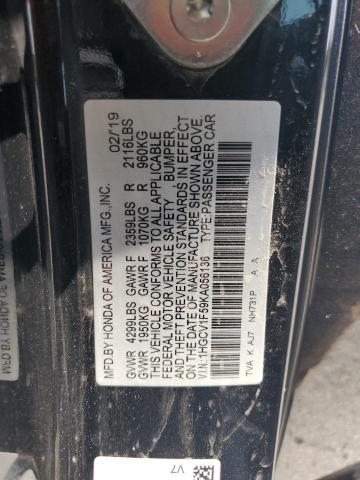 MFD.BY HONDA OF AMERICA MFG.,INC. 02/'19
GVWR 4299LBS GAWR F 2359LBS R 2116LBS
GVWR 1950KG GAWR F 1070KG R 960KG
THIS VEHICLE CONFORMS TO ALL APPLICABLE
FEDERAL MOTOR VEHICLE SAFETY, BUMPER,
THEFT PREVENTION STANDARDS IN EFFECT
ON THE DATE OF MANUFACTURE SHOWN ABOVE.
V.I.N.:1HGCV1F59KA056136 TYPE:PASSENGER CAR
TVA K AJ7 NH731P A A
V7